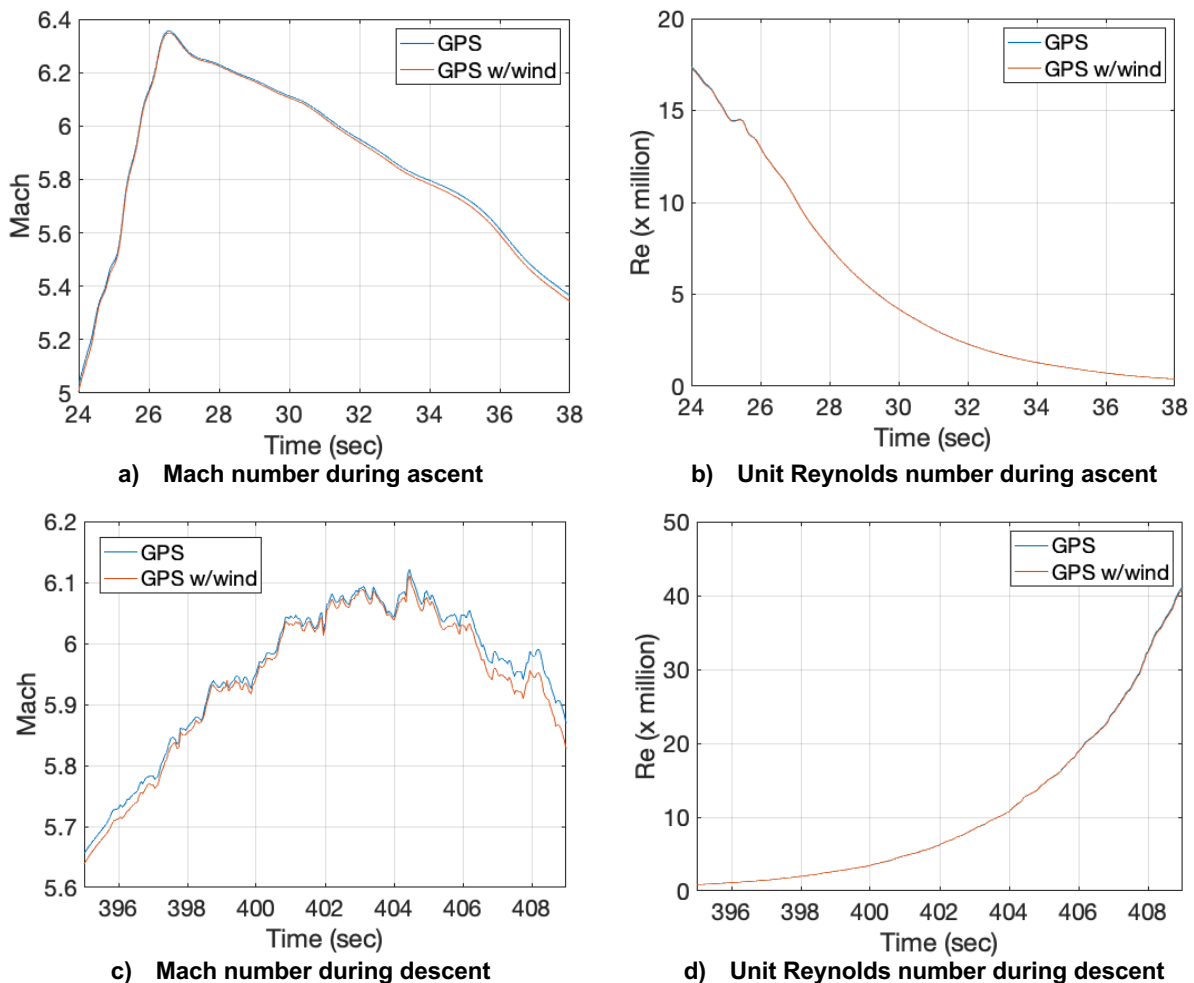 6.4
6.2
6
5.8
5.6
5.4
5.2
5
Mach
GPS
GPS w/wind
24 26 28 30 32 34 36 38
Time (sec)
a) Mach number during ascent
20
15
10
5
0
Re (x million)
GPS
GPS w/wind
24 26 28 30 32 34 36 38
Time (sec)
b) Unit Reynolds number during ascent
6.2
6.1
6
5.9
5.8
5.7
5.6
Mach
GPS
GPS w/wind
396 398 400 402 404 406 408
Time (sec)
c) Mach number during descent
50
40
30
20
10
0
Re (x million)
GPS
GPS w/wind
396 398 400 402 404 406 408
Time (sec)
d) Unit Reynolds number during descent